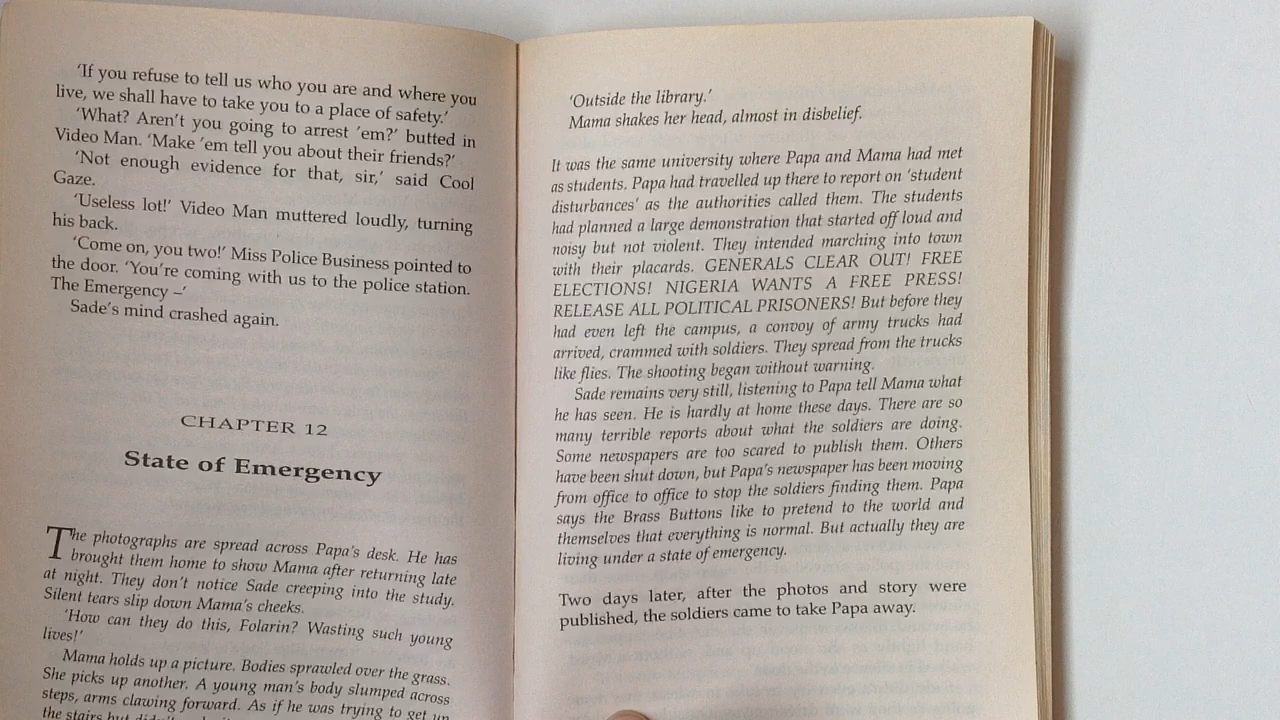 'If you refuse to tell us who you are and where you
live, we shall have to take you to a place of safety.'
'What? Aren't you going to arrest 'em?' butted in
Video Man. 'Make 'em tell you about their friends?'
'Not enough evidence for that, sir,' said Cool
Gaze.
'Useless lot!' Video Man muttered loudly, turning
his back.
'Come on, you two!' Miss Police Business pointed to
the door. 'You're coming with us to the police station.
The Emergency –'
Sade's mind crashed again.
CHAPTER 12
State of Emergency
The photographs are spread across Papa's desk. He has
brought them home to show Mama after returning late
at night. They don't notice Sade creeping into the study.
Silent tears slip down Mama's cheeks.
'How can they do this, Folarin? Wasting such young
lives!'
Mama holds up a picture. Bodies sprawled over the grass.
She picks up another. A young man's body slumped across
steps, arms clawing forward. As if he was trying to get up
the stairs but didn't
'Outside the library.'
Mama shakes her head, almost in disbelief.
It was the same university where Papa and Mama had met
as students. Papa had travelled up there to report on 'student
disturbances' as the authorities called them. The students
had planned a large demonstration that started off loud and
noisy but not violent. They intended marching into town
with their placards. GENERALS CLEAR OUT! FREE
ELECTIONS! NIGERIA WANTS A FREE PRESS!
RELEASE ALL POLITICAL PRISONERS! But before they
had even left the campus, a convoy of army trucks had
arrived, crammed with soldiers. They spread from the trucks
like flies. The shooting began without warning.
Sade remains very still, listening to Papa tell Mama what
he has seen. He is hardly at home these days. There are so
many terrible reports about what the soldiers are doing.
Some newspapers are too scared to publish them. Others
have been shut down, but Papa's newspaper has been moving
from office to office to stop the soldiers finding them. Papa
says the Brass Buttons like to pretend to the world and
themselves that everything is normal. But actually they are
living under a state of emergency.
Two days later, after the photos and story were
published, the soldiers came to take Papa away.